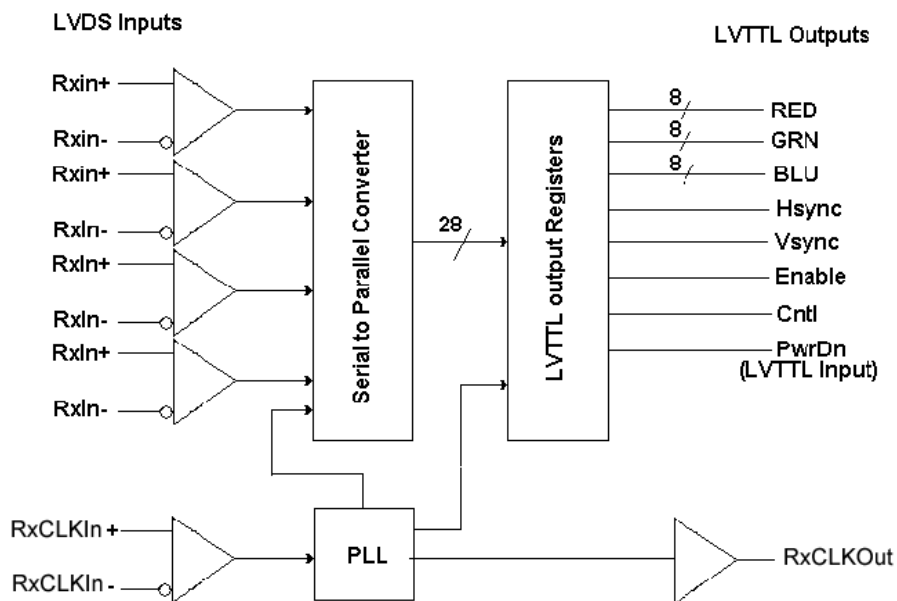 LVDS Inputs
LVTTL Outputs
Rxin+
Rxin-
Rxin+
RxIn-
RxIn+
RxIn-
RxIn+
RxIn-
Serial to Parallel Converter
28
LVTTL output Registers
8
RED
8
GRN
8
BLU
Hsync
Vsync
Enable
Cntl
PwrDn
(LVTTL Input)
RxCLKIn +
RxCLKIn -
PLL
RxCLKOut